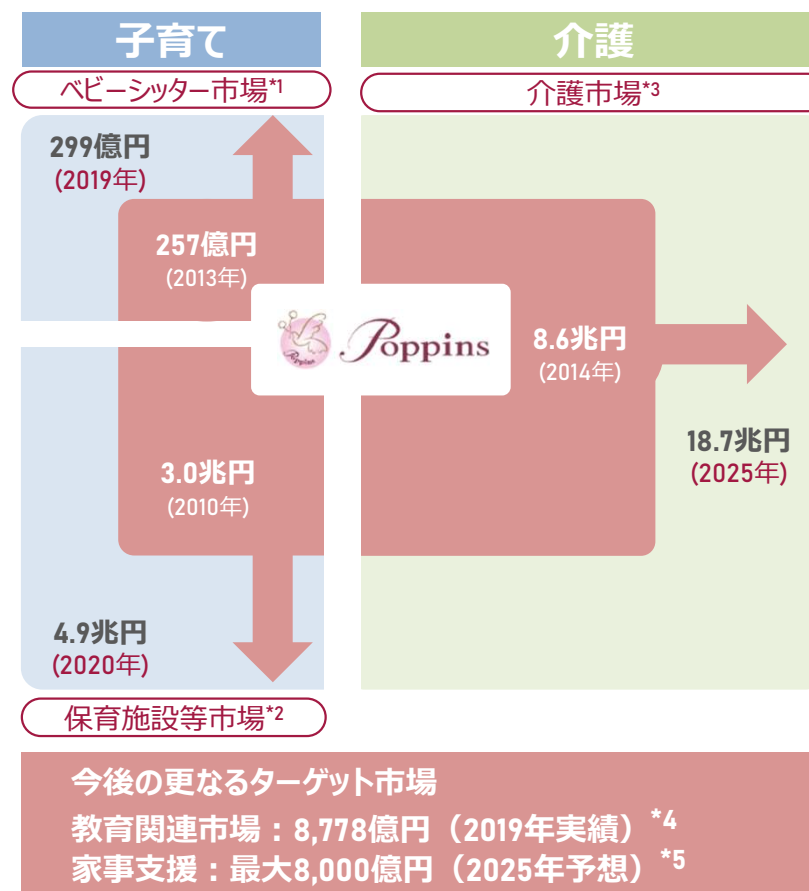 子育て
介護
ベビーシッター市場*1
介護市場*3
299億円
(2019年)
257億円
(2013年)
Poppins
Poppins
8.6兆円
(2014年)
18.7兆円
(2025年)
3.0兆円
(2010年)
4.9兆円
(2020年)
保育施設等市場*2
今後の更なるターゲット市場
教育関連市場：8,778億円（2019年実績）*4
家事支援：最大8,000億円（2025年予想）*5